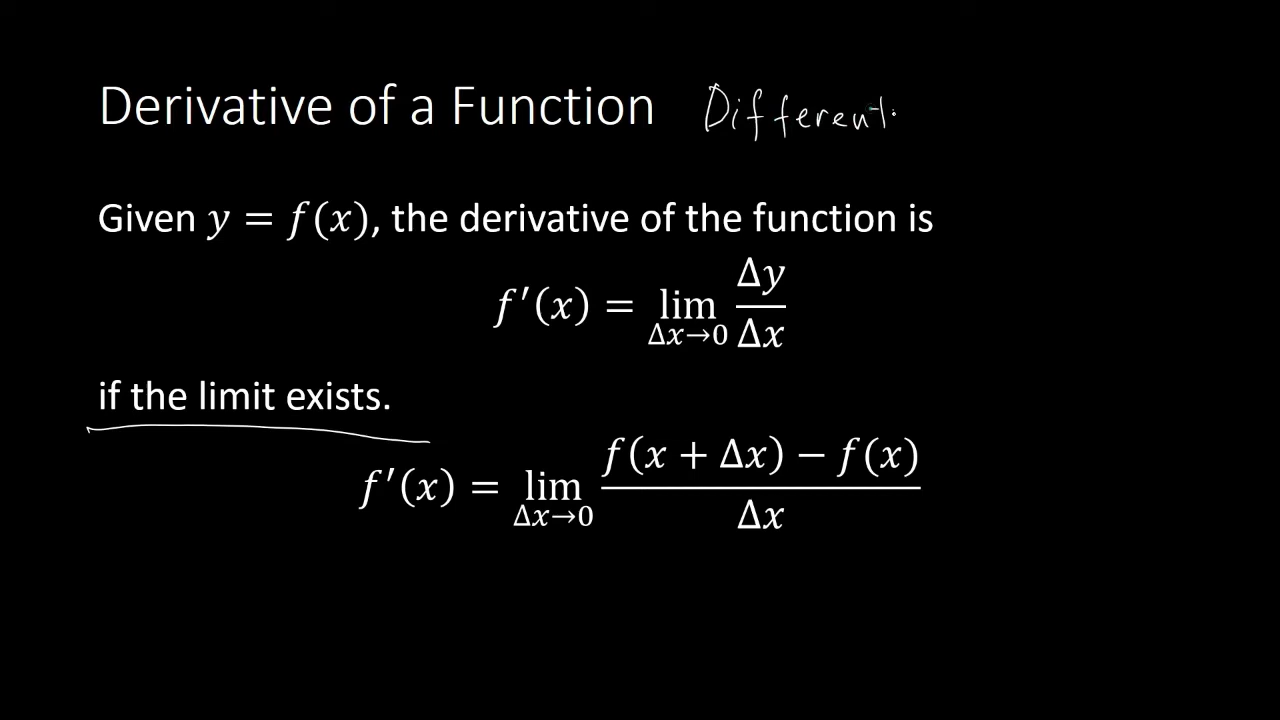 Derivative of a Function Different
Given y = f(x), the derivative of the function is
f′(x) = lim Δx→0 Δy/Δx
if the limit exists.
f′(x) = lim Δx→0 (f(x + Δx) − f(x))/Δx